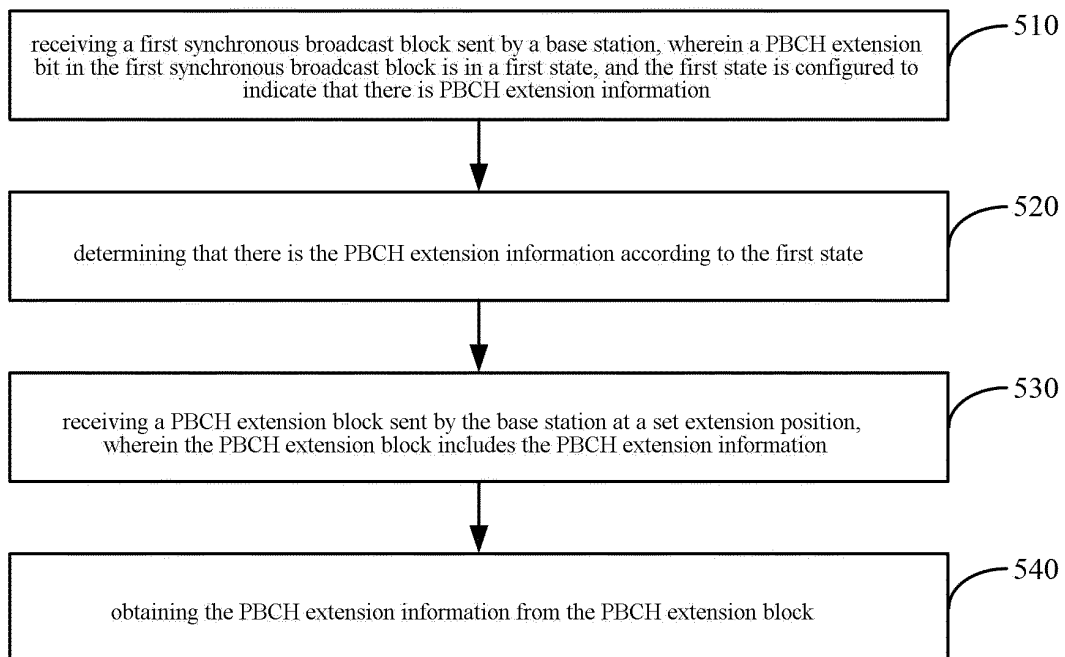 receiving a first synchronous broadcast block sent by a base station, wherein a PBCH extension
bit in the first synchronous broadcast block is in a first state, and the first state is configured to
indicate that there is PBCH extension information
510
determining that there is the PBCH extension information according to the first state
520
receiving a PBCH extension block sent by the base station at a set extension position,
wherein the PBCH extension block includes the PBCH extension information
530
obtaining the PBCH extension information from the PBCH extension block
540